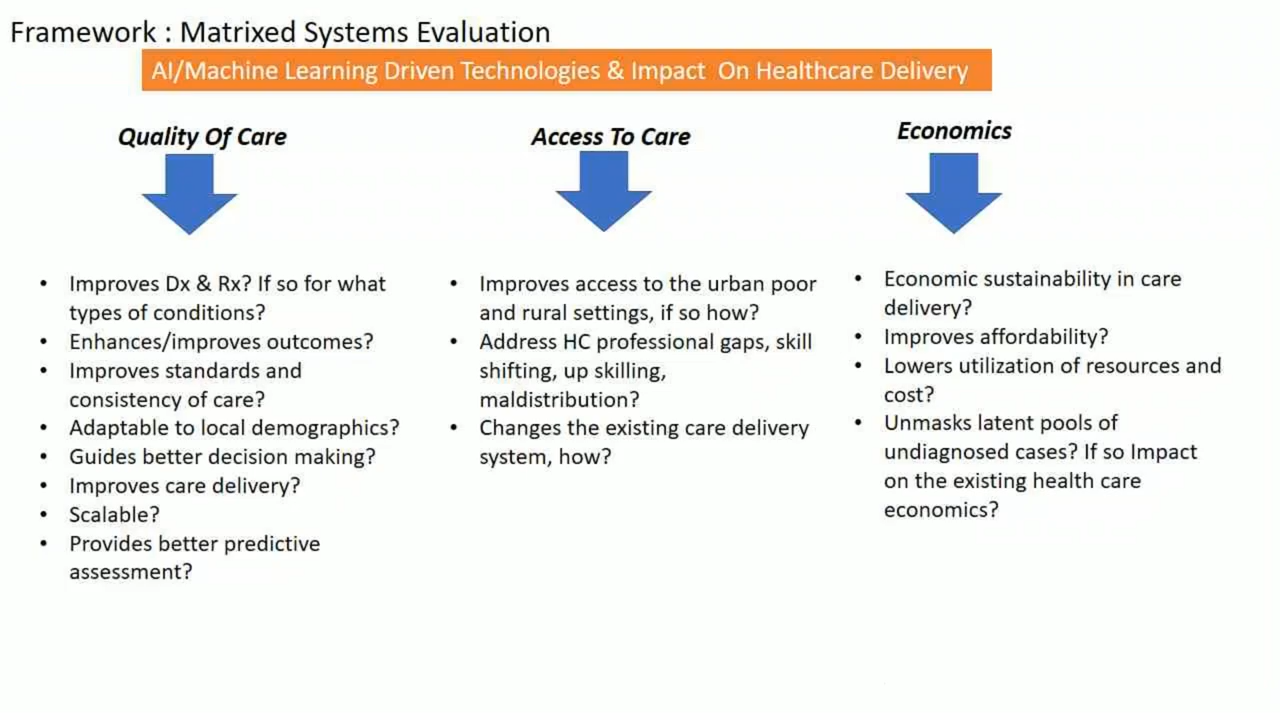 Framework : Matrixed Systems Evaluation
AI/Machine Learning Driven Technologies & Impact On Healthcare Delivery
Quality Of Care
• Improves Dx & Rx? If so for what
types of conditions?
• Enhances/improves outcomes?
• Improves standards and
consistency of care?
• Adaptable to local demographics?
• Guides better decision making?
• Improves care delivery?
• Scalable?
• Provides better predictive
assessment?
Access To Care
• Improves access to the urban poor
and rural settings, if so how?
• Address HC professional gaps, skill
shifting, up skilling,
maldistribution?
• Changes the existing care delivery
system, how?
Economics
• Economic sustainability in care
delivery?
• Improves affordability?
• Lowers utilization of resources and
cost?
• Unmasks latent pools of
undiagnosed cases? If so Impact
on the existing health care
economics?